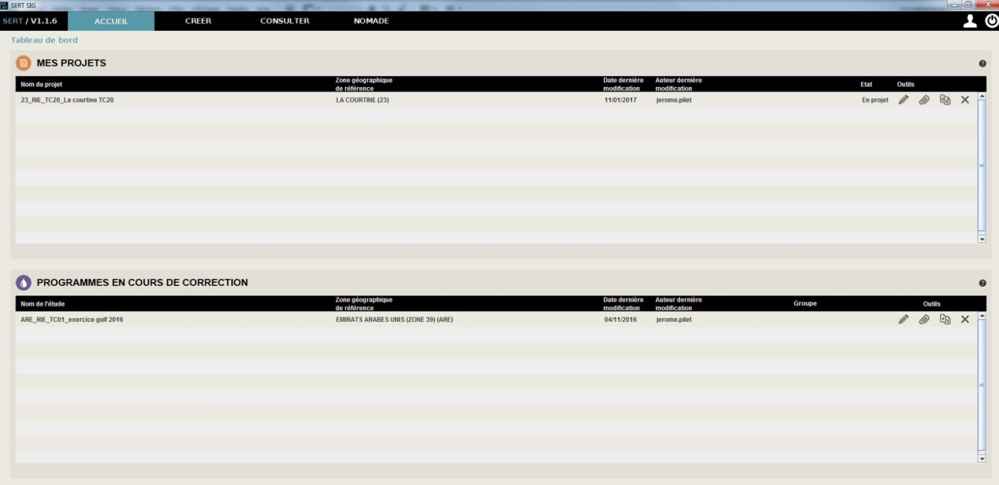 SERT SIG
SERT / V1.1.6 ACCUEIL CREER CONSULTER NOMADE
Tableau de bord
MES PROJETS
Nom du projet Zone géographique de référence Date dernière modification Auteur dernière modification Etat Outils
23_RIE_TC20_La courtine TC20 LA COURTINE (23) 11/01/2017 jerome.pilet En projet
PROGRAMMES EN COURS DE CORRECTION
Nom de l'étude Zone géographique de référence Date dernière modification Auteur dernière modification Groupe Outils
ARE_RIE_TC01_exercice gulf 2016 EMIRATS ARABES UNIS (ZONE 39) (ARE) 04/11/2016 jerome.pilet